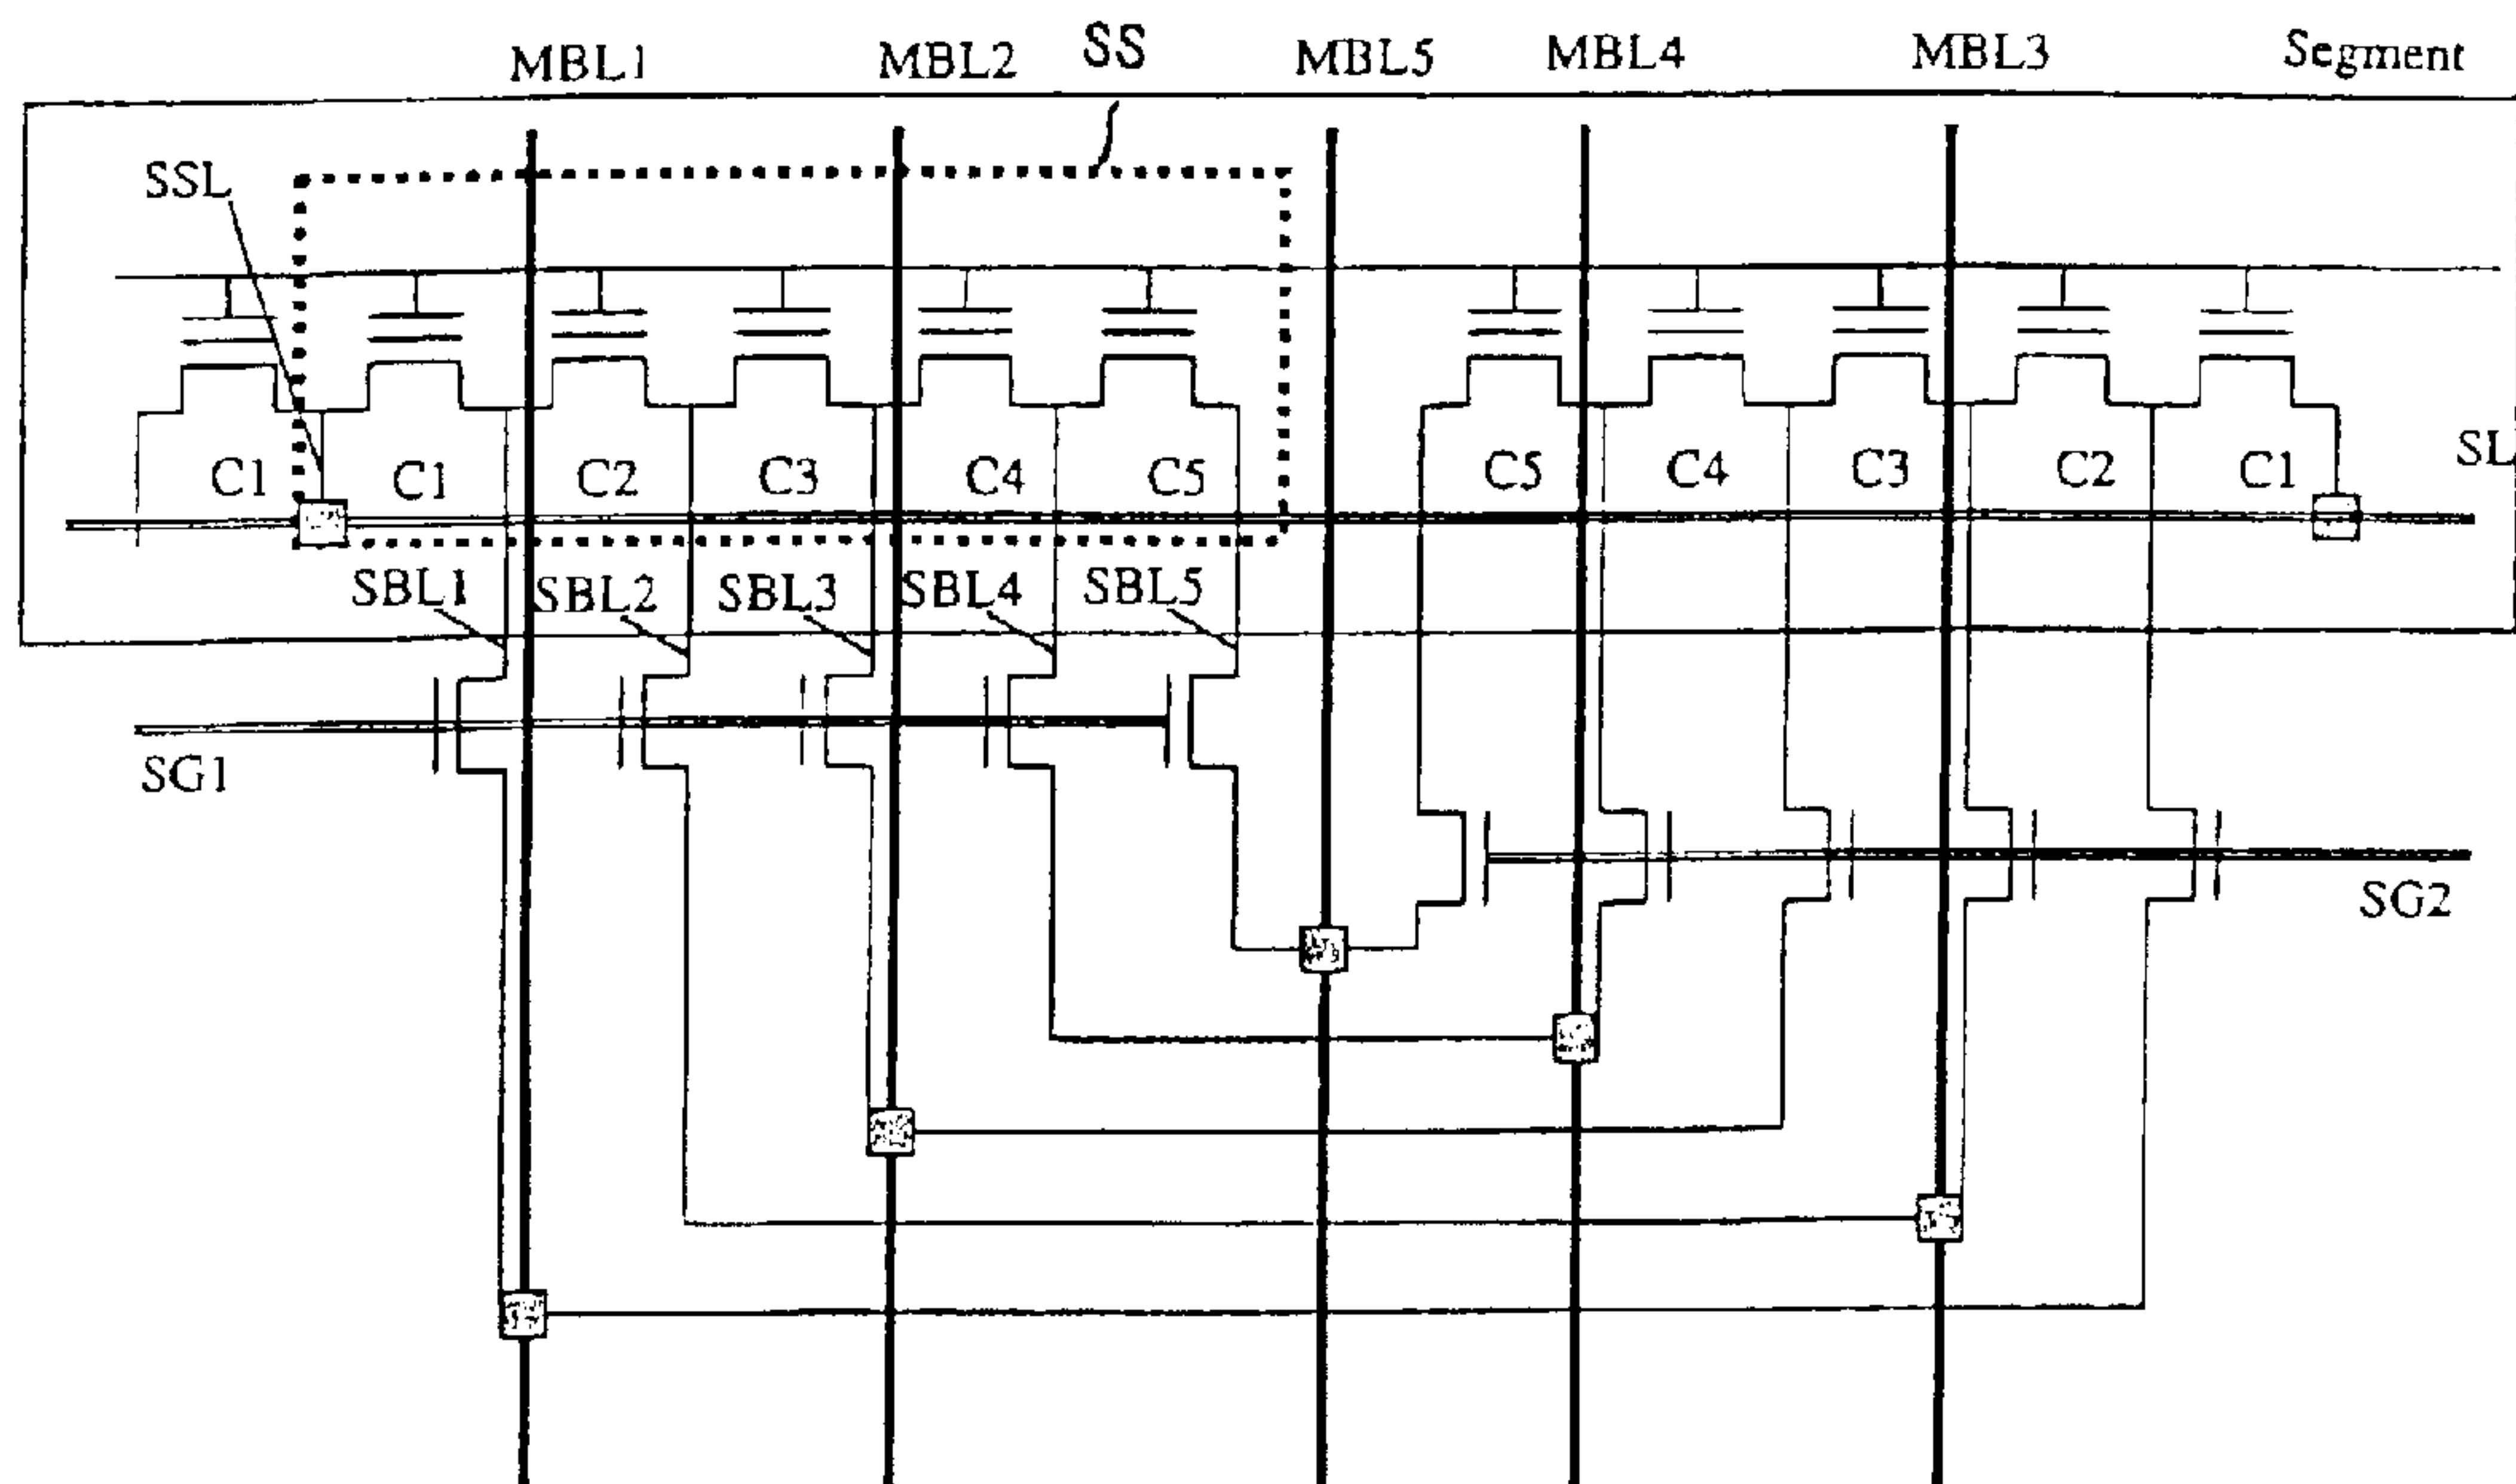 MBL1 MBL2 SS MBL5 MBL4 MBL3 Segment
SSL
C1 C1 C2 C3 C4 C5 C5 C4 C3 C2 C1 SL
SBL1 SBL2 SBL3 SBL4 SBL5
SG1
SG2